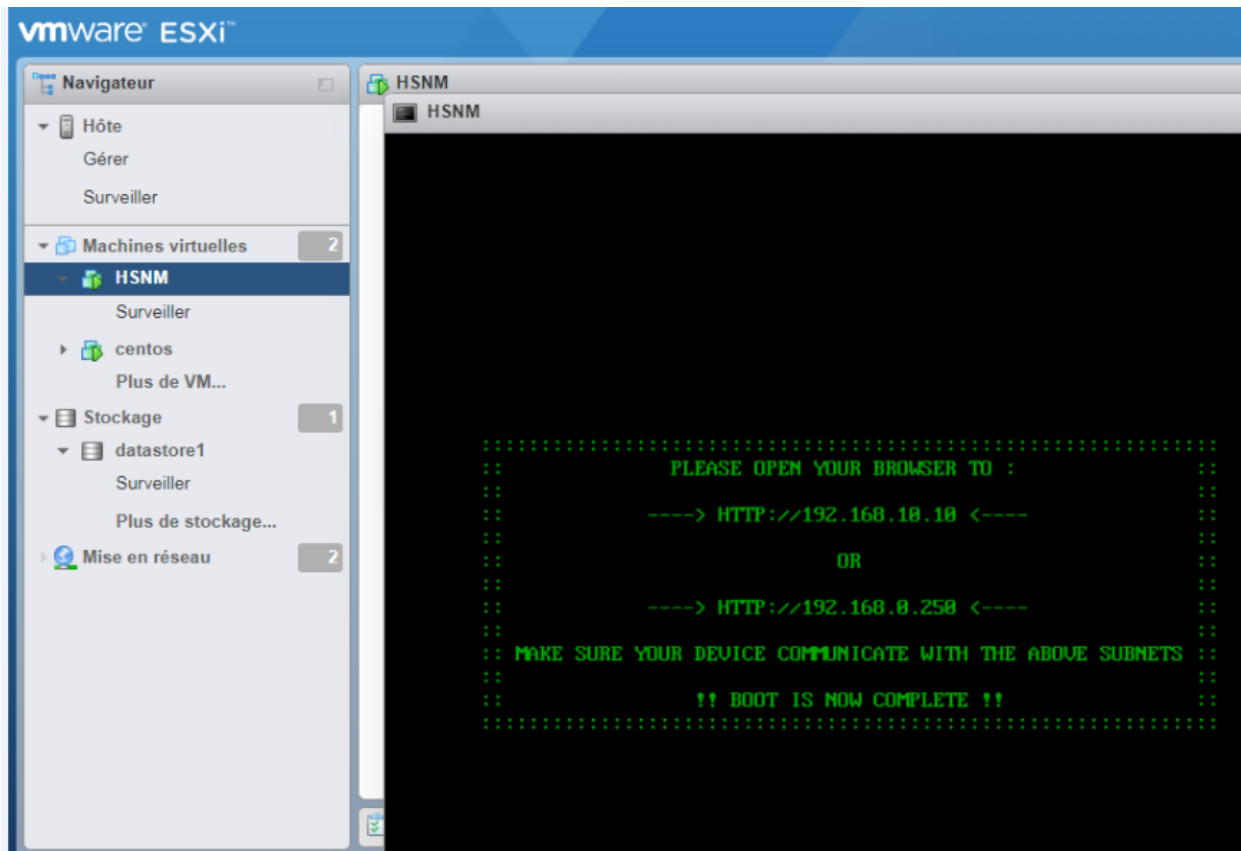 vmware ESXi™
Navigateur
Hôte
Gérer
Surveiller
Machines virtuelles 2
HSNM
Surveiller
centos
Plus de VM...
Stockage 1
datastore1
Surveiller
Plus de stockage...
Mise en réseau 2
HSNM
HSNM
::::::::::::::::::::::::::::::::::::::::::::::::::::::::::::::
:: PLEASE OPEN YOUR BROWSER TO : ::
:: ::
:: ----> HTTP://192.168.10.10 <---- ::
:: ::
:: OR ::
:: ::
:: ----> HTTP://192.168.0.250 <---- ::
:: ::
:: MAKE SURE YOUR DEVICE COMMUNICATE WITH THE ABOVE SUBNETS ::
:: ::
:: !! BOOT IS NOW COMPLETE !! ::
::::::::::::::::::::::::::::::::::::::::::::::::::::::::::::::